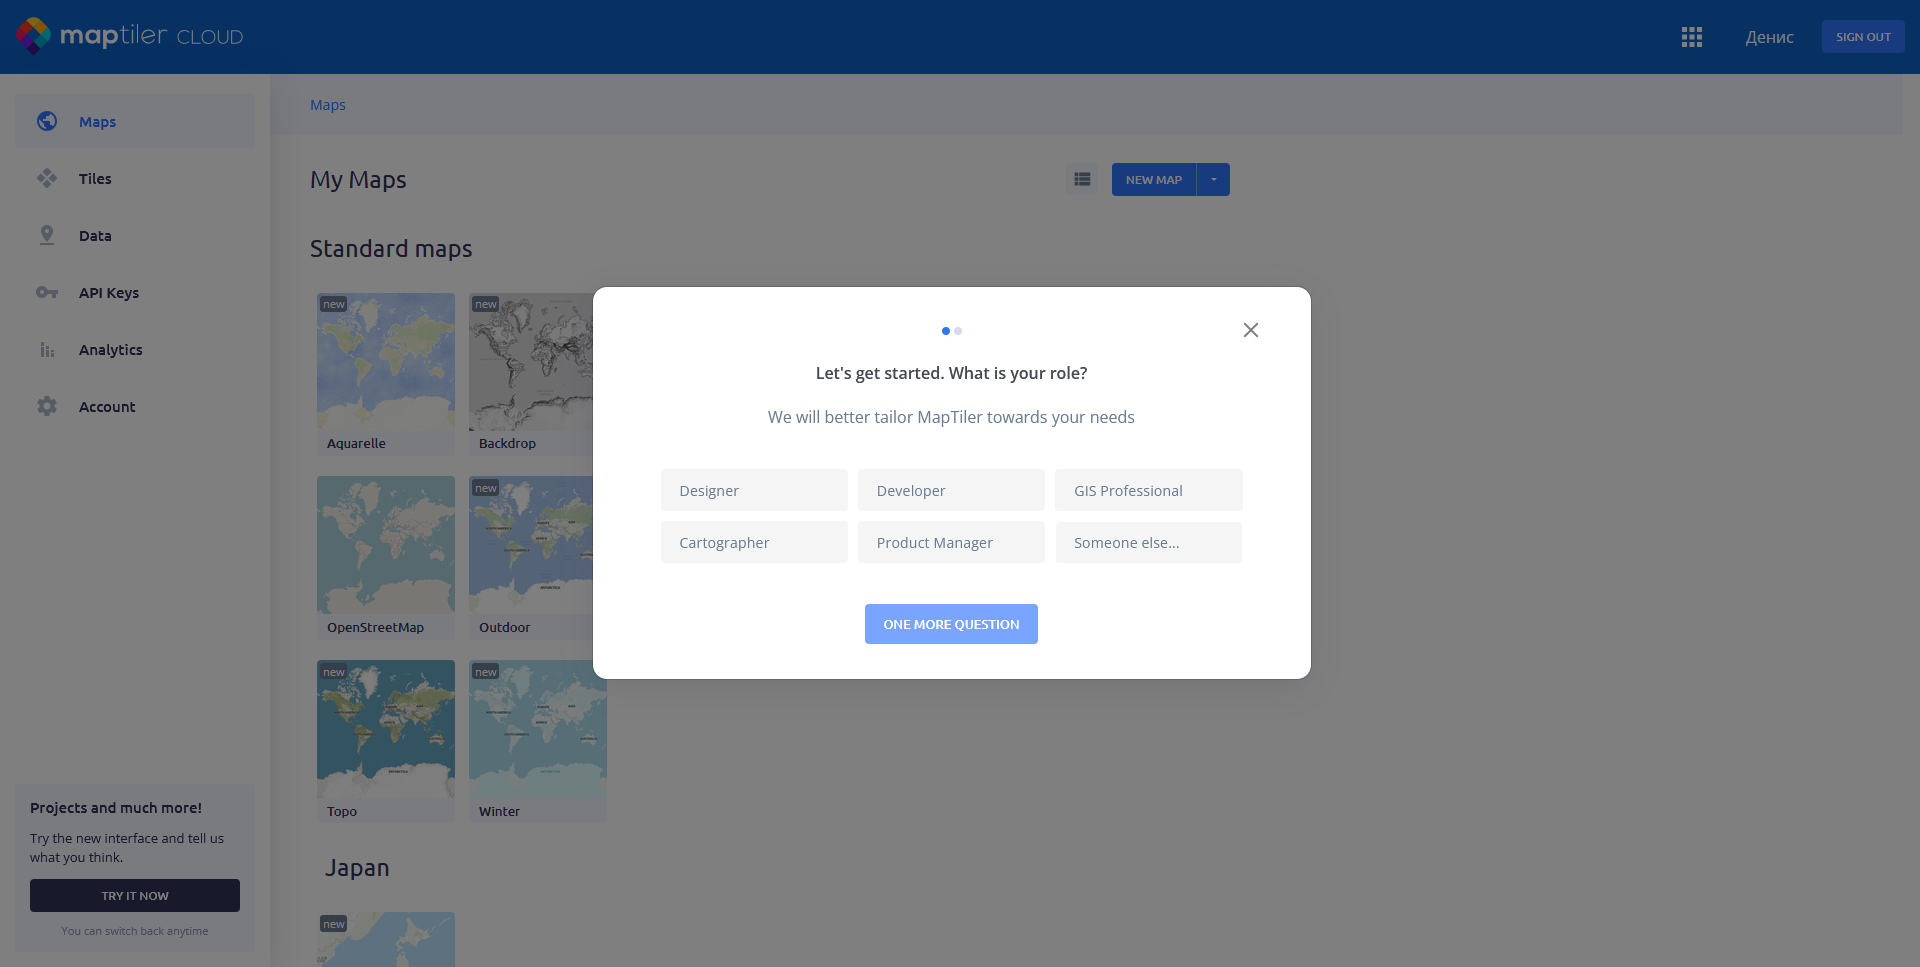 maptiler CLOUD
Денис
SIGN OUT
Maps
Tiles
Data
API Keys
Analytics
Account
Projects and much more!
Try the new interface and tell us
what you think.
TRY IT NOW
You can switch back anytime
Maps
My Maps
NEW MAP
Standard maps
new
Aquarelle
new
Backdrop
OpenStreetMap
new
Outdoor
new
Topo
new
Winter
Japan
new
Let's get started. What is your role?
We will better tailor MapTiler towards your needs
Designer
Developer
GIS Professional
Cartographer
Product Manager
Someone else...
ONE MORE QUESTION